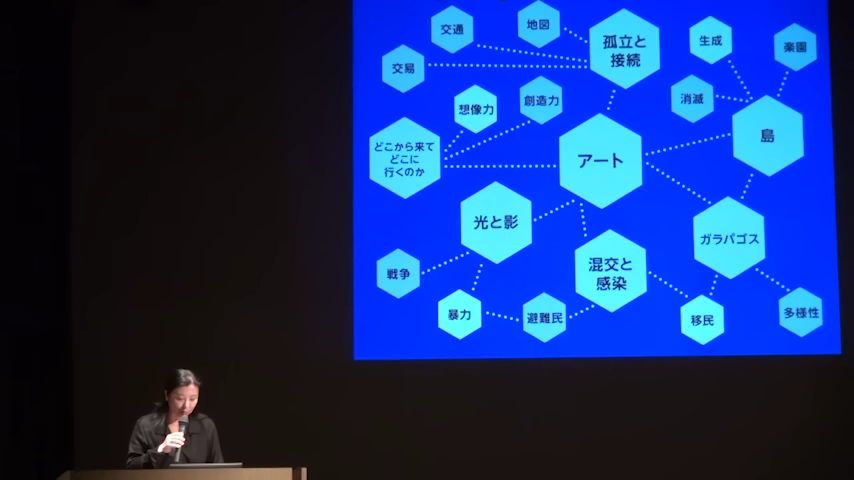 交通
地図
孤立と
接続
生成
楽園
交易
想像力
創造力
消滅
どこから来て
どこに
行くのか
アート
島
光と影
ガラパゴス
戦争
混交と
感染
暴力
避難民
移民
多様性